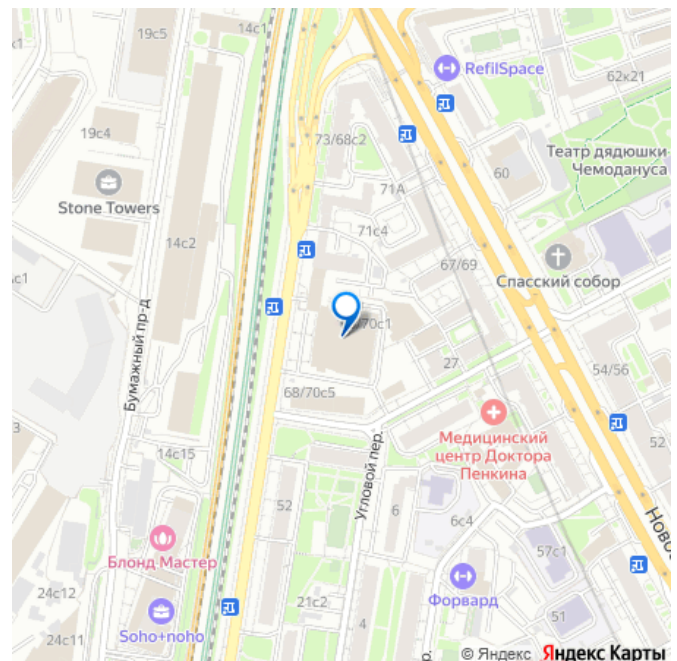 19с5
14с1
RefilSpace
62к21
19с4
73/68с2
Театр дядюшки
Чемодануса
60
71А
Stone Towers
71с4
14с2
67/69
Спасский собор
с1
70с1
Бумажный пр-д
27
54/56
68/70с5
Медицинский
центр Доктора
Пенкина
52
Угловой пер.
3
14с15
52
6
6с4
Блонд Мастер
57с1
24с12
Форвард
21с2
4
51
24с11
Soho+noho
© Яндекс Яндекс Карты